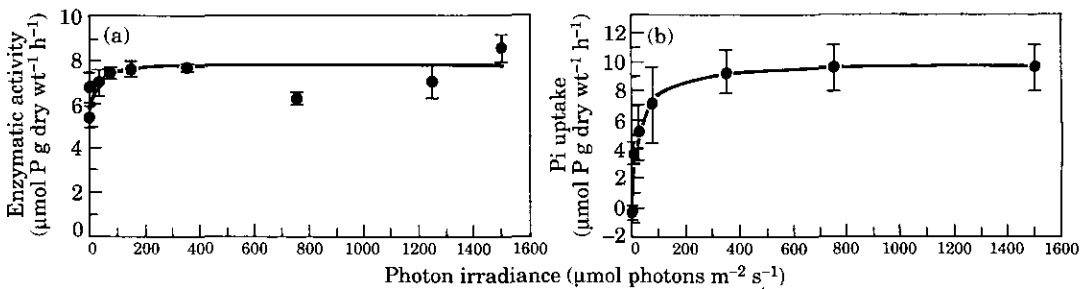 (a)
Enzymatic activity
(µmol P g dry wt⁻¹ h⁻¹)
10
8
6
4
2
0
0 200 400 600 800 1000 1200 1400 1600
(b)
Pi uptake
(µmol P g dry wt⁻¹ h⁻¹)
12
10
8
6
4
2
0
−2
0 200 400 600 800 1000 1200 1400 1600
Photon irradiance (µmol photons m⁻² s⁻¹)